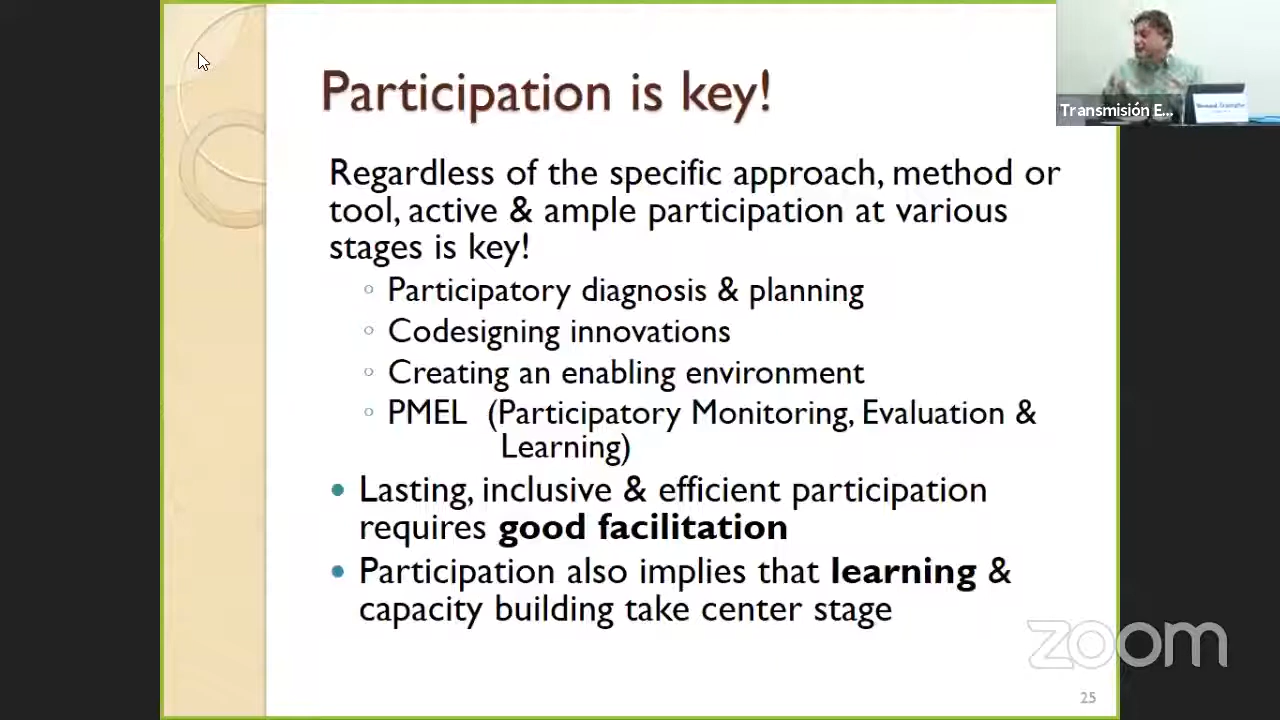 Participation is key!
Regardless of the specific approach, method or
tool, active & ample participation at various
stages is key!
Participatory diagnosis & planning
Codesigning innovations
Creating an enabling environment
PMEL (Participatory Monitoring, Evaluation &
Learning)
Lasting, inclusive & efficient participation
requires good facilitation
Participation also implies that learning &
capacity building take center stage
25
Transmisión E...
zoom